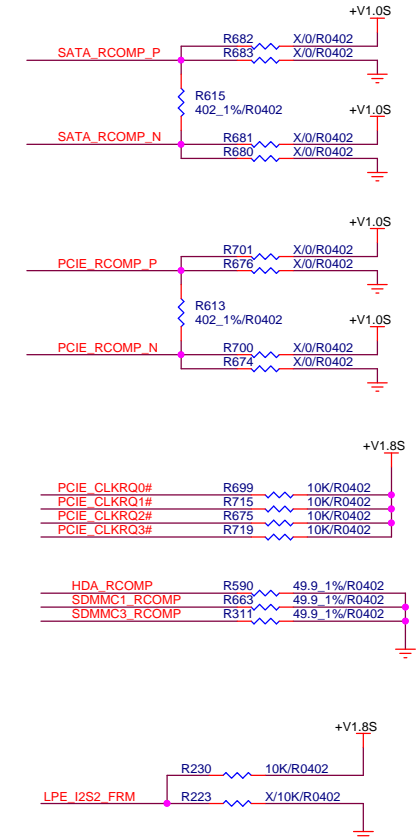 +V1.0S
R682 X/0/R0402
SATA_RCOMP_P R683 X/0/R0402
R615
402_1%/R0402
+V1.0S
SATA_RCOMP_N R681 X/0/R0402
R680 X/0/R0402
+V1.0S
R701 X/0/R0402
PCIE_RCOMP_P R676 X/0/R0402
R613
402_1%/R0402
+V1.0S
PCIE_RCOMP_N R700 X/0/R0402
R674 X/0/R0402
+V1.8S
PCIE_CLKRQ0# R699 10K/R0402
PCIE_CLKRQ1# R715 10K/R0402
PCIE_CLKRQ2# R675 10K/R0402
PCIE_CLKRQ3# R719 10K/R0402
HDA_RCOMP R590 49.9_1%/R0402
SDMMC1_RCOMP R663 49.9_1%/R0402
SDMMC3_RCOMP R311 49.9_1%/R0402
+V1.8S
R230 10K/R0402
LPE_I2S2_FRM R223 X/10K/R0402